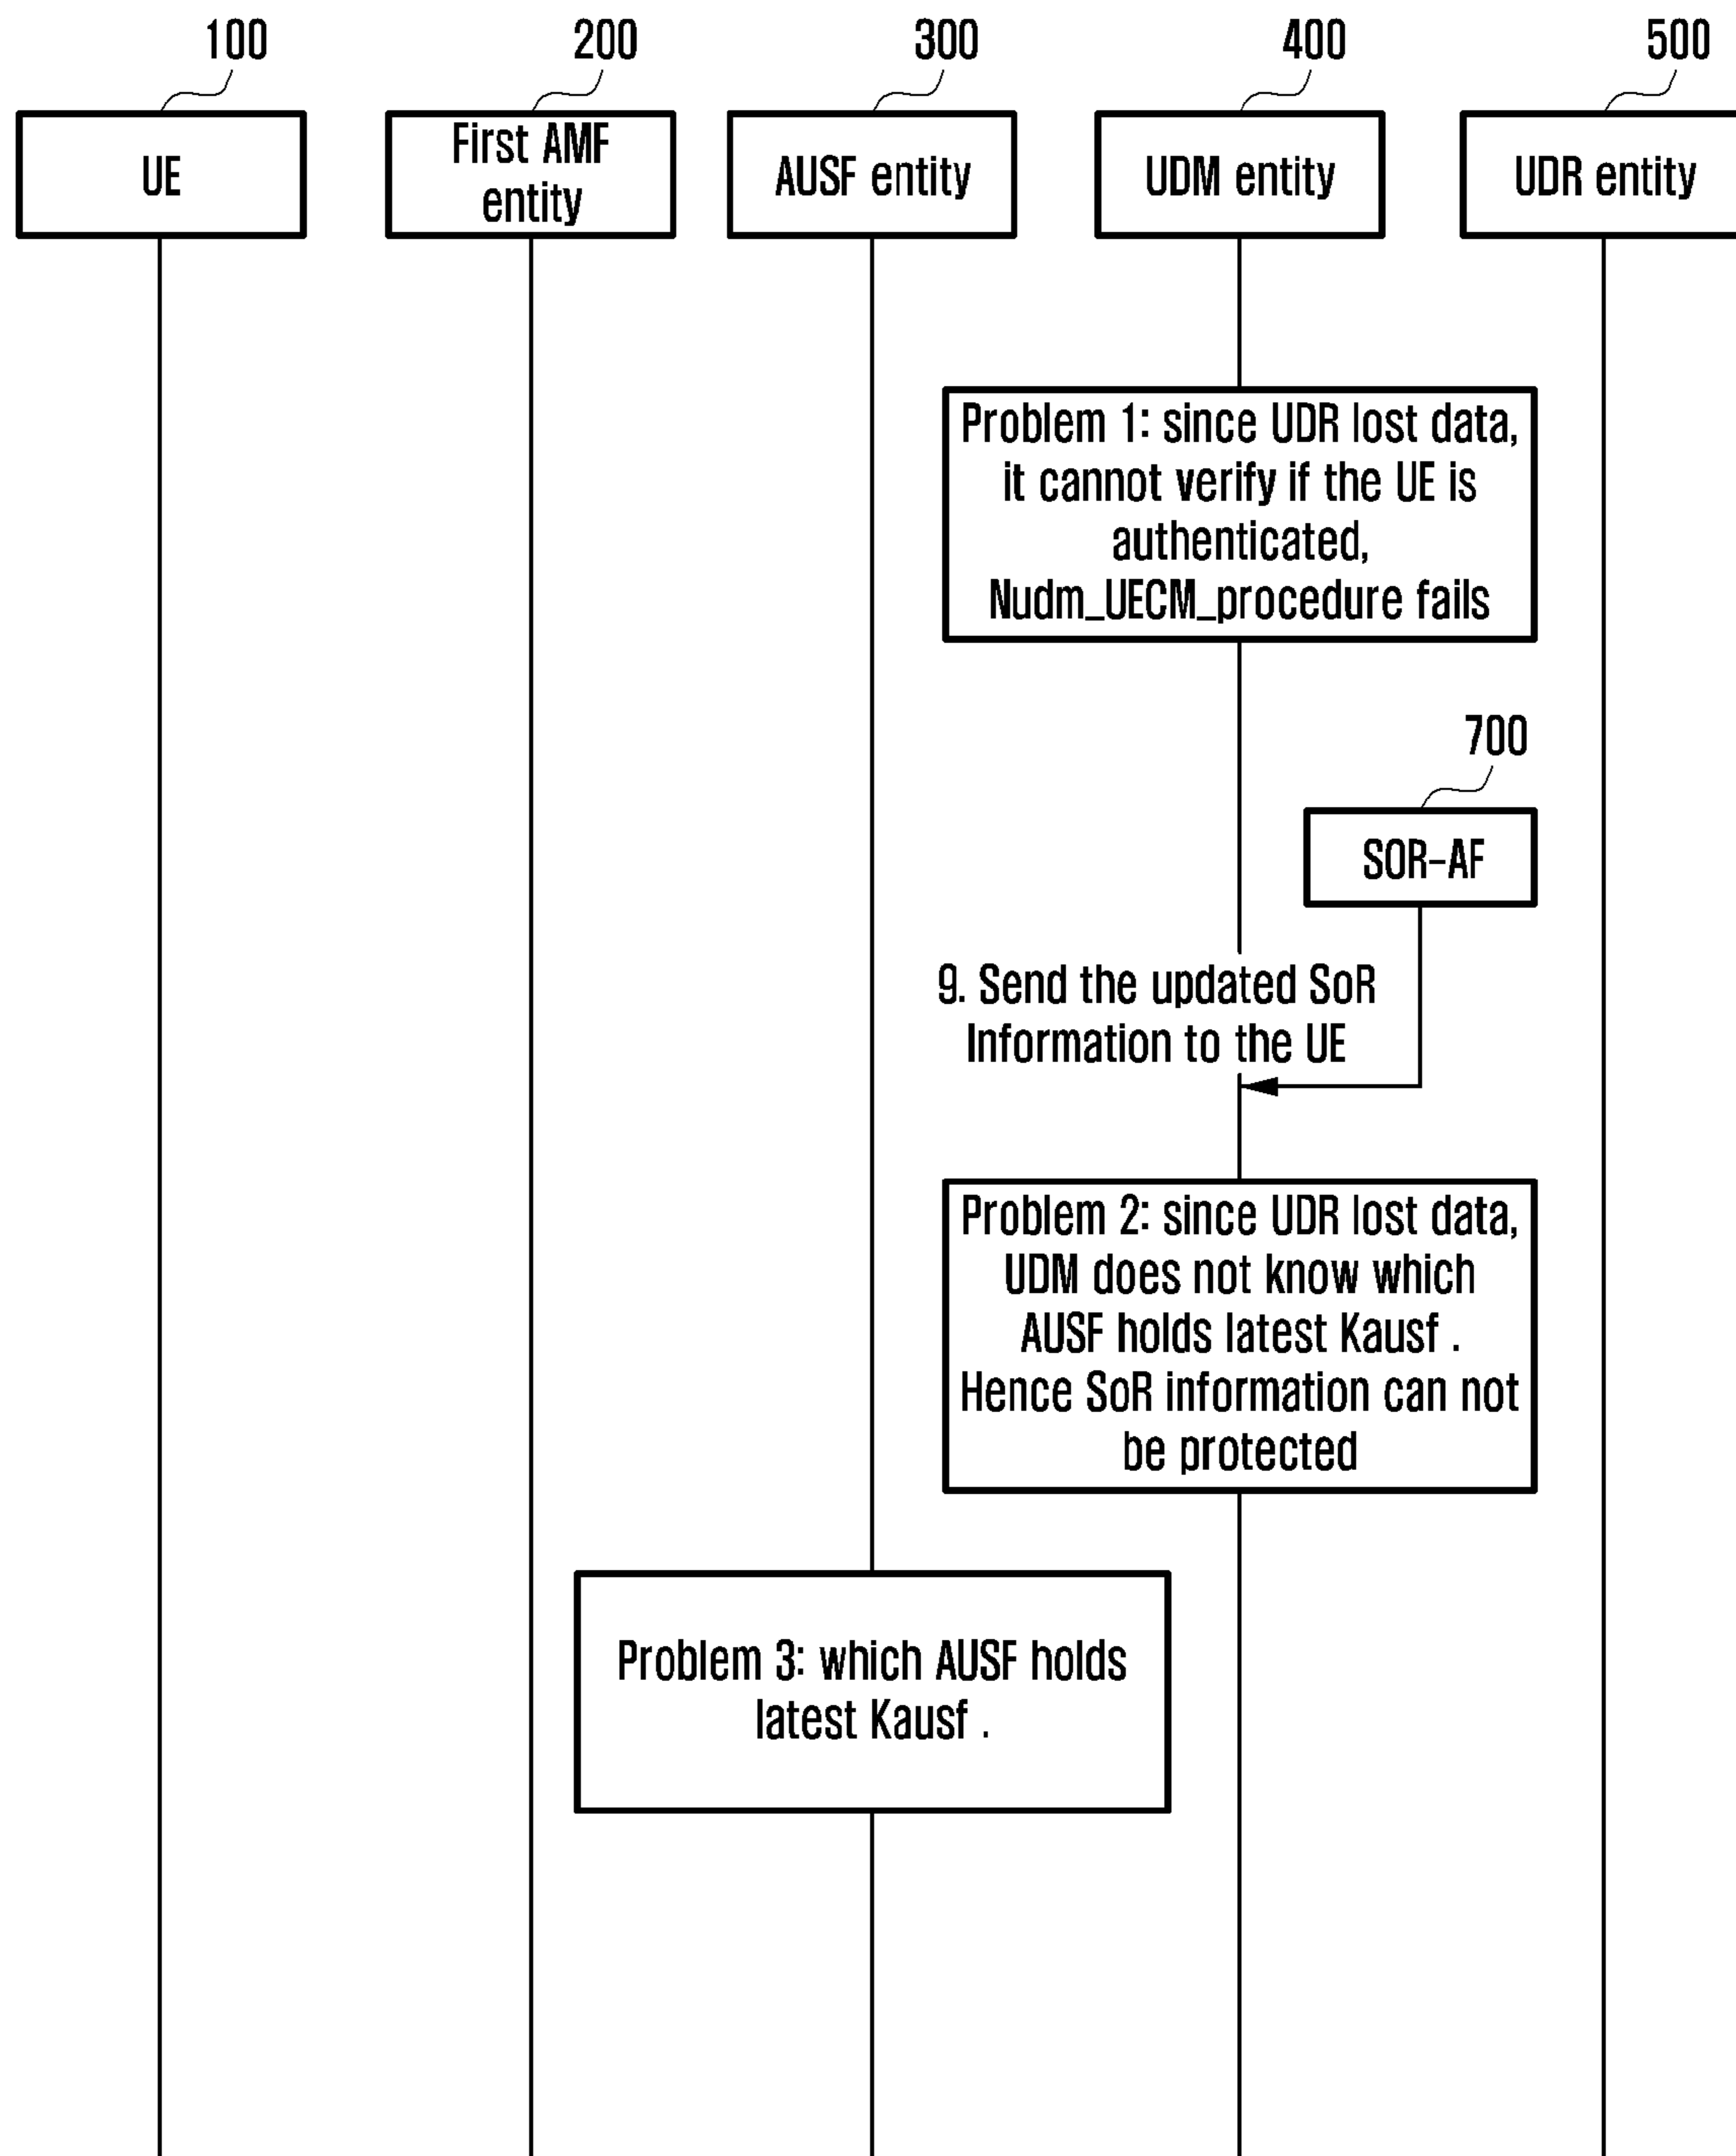 100
200
300
400
500
UE
First AMF
entity
AUSF entity
UDM entity
UDR entity
Problem 1: since UDR lost data,
it cannot verify if the UE is
authenticated,
Nudm_UECM_procedure fails
700
SOR-AF
9. Send the updated SoR
Information to the UE
Problem 2: since UDR lost data,
UDM does not know which
AUSF holds latest Kausf .
Hence SoR information can not
be protected
Problem 3: which AUSF holds
latest Kausf .